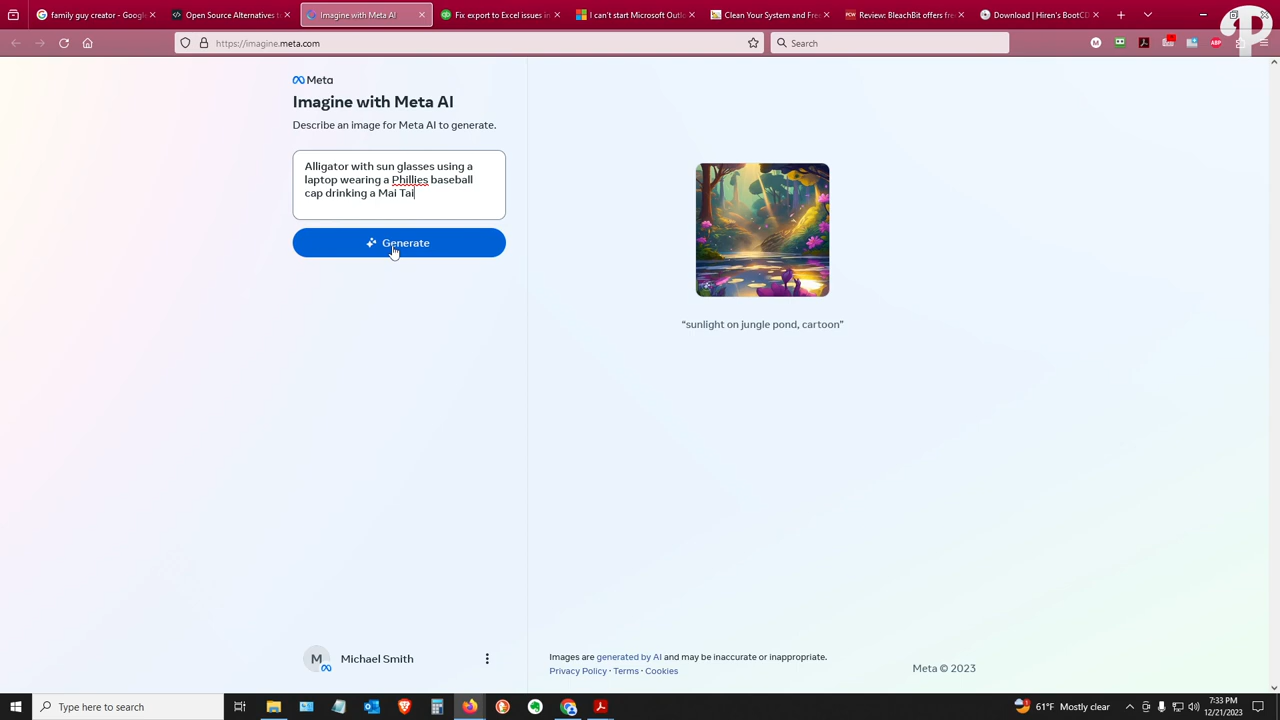 family guy creator - Google
Open Source Alternatives t
Imagine with Meta AI
Fix export to Excel issues in
I can't start Microsoft Outlo
Clean Your System and Free
Review: BleachBit offers fre
Download | Hiren's BootCD
https://imagine.meta.com
Search
Meta
Imagine with Meta AI
Describe an image for Meta AI to generate.
Alligator with sun glasses using a
laptop wearing a Phillies baseball
cap drinking a Mai Tai
Generate
"sunlight on jungle pond, cartoon"
M
Michael Smith
Images are generated by AI and may be inaccurate or inappropriate.
Privacy Policy · Terms · Cookies
Meta © 2023
Type here to search
61°F Mostly clear
7:33 PM
12/21/2023